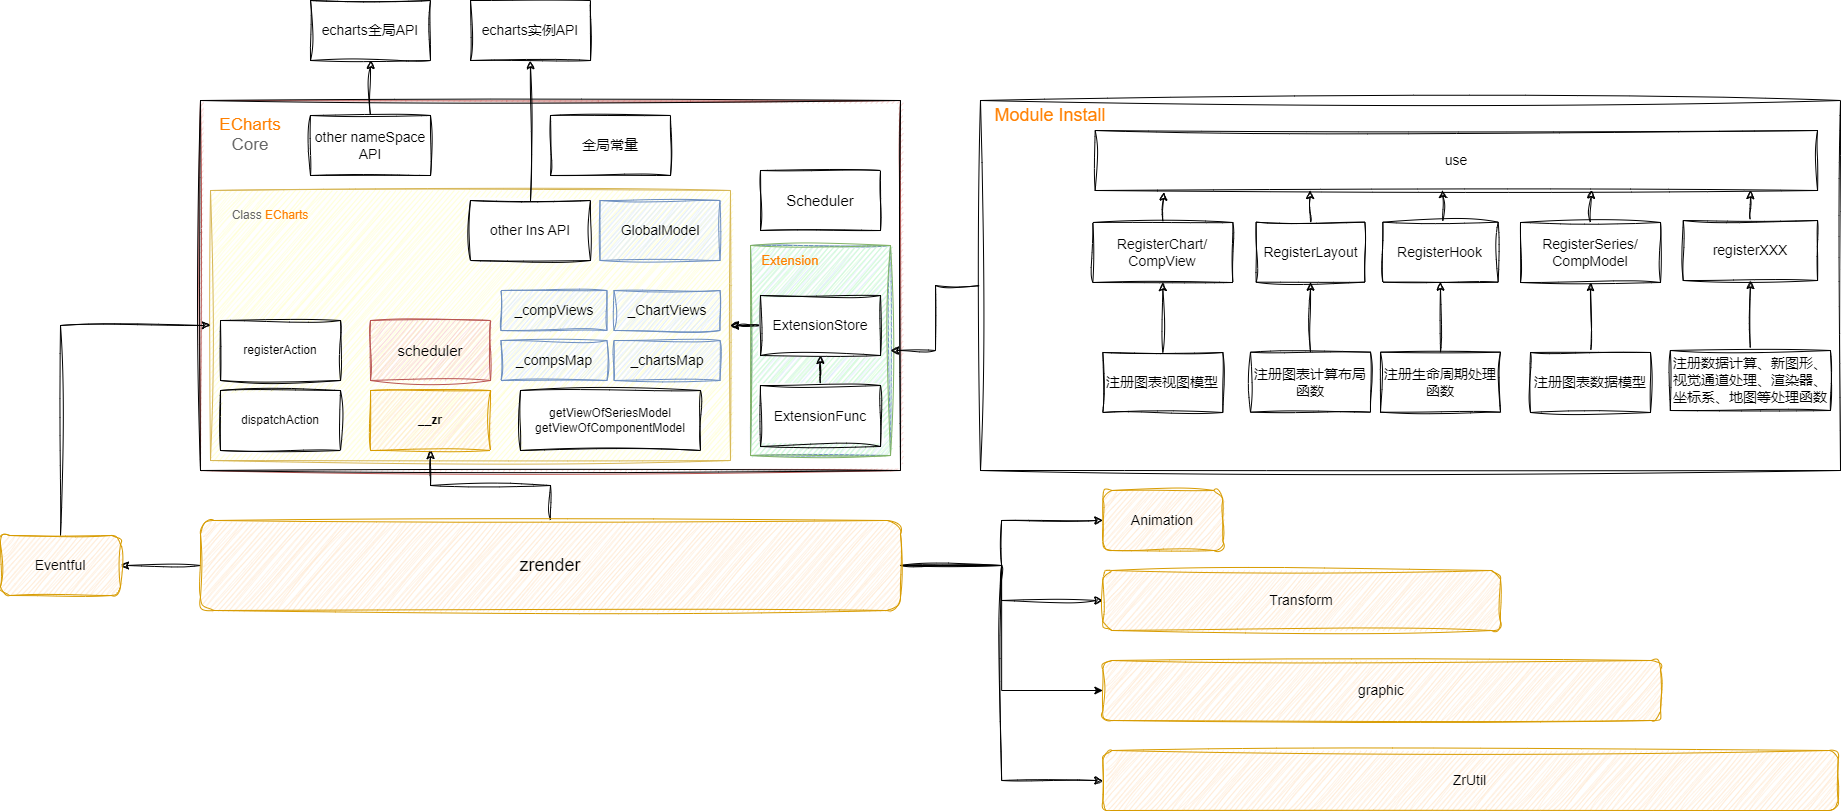 echarts全局API
echarts实例API
ECharts
Core
other nameSpace
API
全局常量
Scheduler
Class ECharts
other Ins API
GlobalModel
Extension
_compViews
_ChartViews
ExtensionStore
registerAction
scheduler
_compsMap
_chartsMap
dispatchAction
__zr
getViewOfSeriesModel
getViewOfComponentModel
ExtensionFunc
Module Install
use
RegisterChart/
CompView
RegisterLayout
RegisterHook
RegisterSeries/
CompModel
registerXXX
注册图表视图模型
注册图表计算布局
函数
注册生命周期处理
函数
注册图表数据模型
注册数据计算、新图形、
视觉通道处理、渲染器、
坐标系、地图等处理函数
Eventful
zrender
Animation
Transform
graphic
ZrUtil